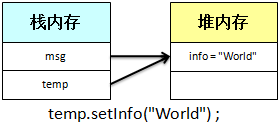 栈内存
堆内存
msg
info = "World"
temp
temp.setInfo("World") ;